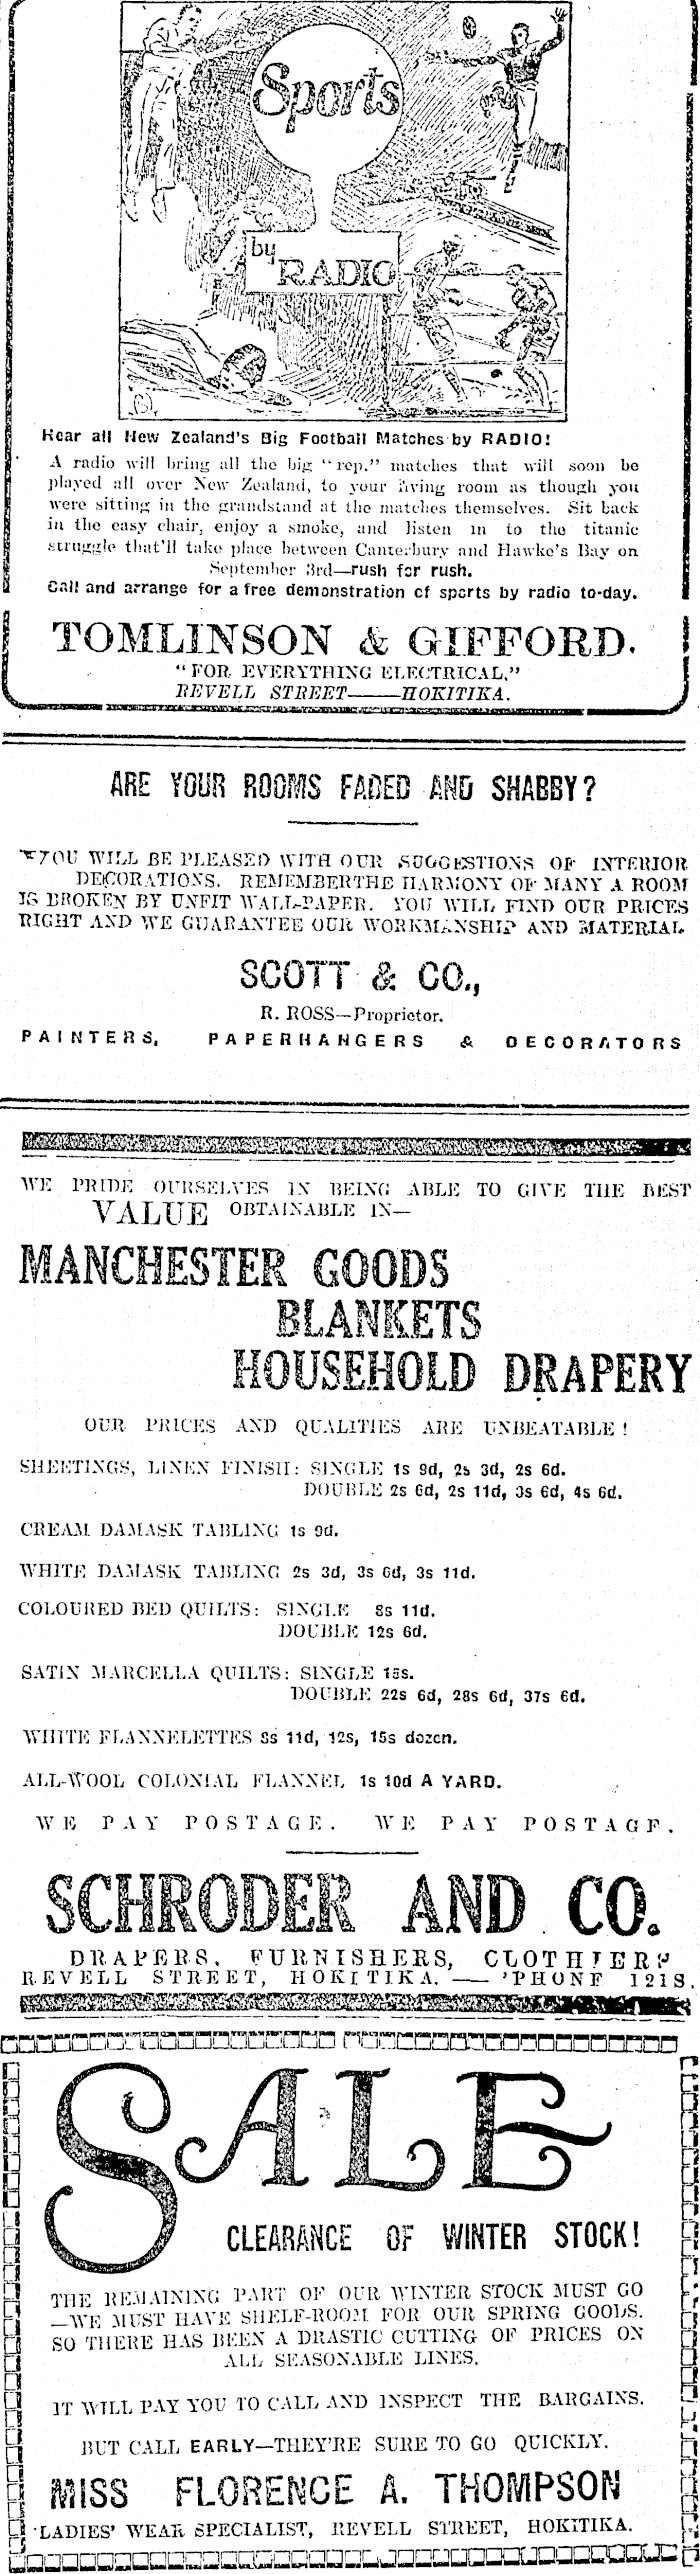 Sports
by
RADIO
Hear all New Zealand's Big Football Matches by RADIO!
A radio will bring all the big "rep." matches that will soon be
played all over New Zealand, to your living room as though you
were sitting in the grandstand at the matches themselves. Sit back
in the easy chair, enjoy a smoke, and listen in to the titanic
struggle that'll take place between Canterbury and Hawke's Bay on
September 3rd—rush for rush.
Call and arrange for a free demonstration of sports by radio to-day.
TOMLINSON & GIFFORD.
"FOR EVERYTHING ELECTRICAL,"
REVELL STREET——HOKITIKA.
ARE YOUR ROOMS FADED AND SHABBY?
YOU WILL BE PLEASED WITH OUR SUGGESTIONS OF INTERIOR
DECORATIONS. REMEMBERTHE HARMONY OF MANY A ROOM
IS BROKEN BY UNFIT WALL-PAPER. YOU WILL FIND OUR PRICES
RIGHT AND WE GUARANTEE OUR WORKMANSHIP AND MATERIAL.
SCOTT & CO.,
R. ROSS—Proprietor.
PAINTERS, PAPERHANGERS & DECORATORS
WE PRIDE OURSELVES IN BEING ABLE TO GIVE THE BEST
VALUE OBTAINABLE IN—
MANCHESTER GOODS
BLANKETS
HOUSEHOLD DRAPERY
OUR PRICES AND QUALITIES ARE UNBEATABLE!
SHEETINGS, LINEN FINISH: SINGLE 1s 9d, 2s 3d, 2s 6d.
DOUBLE 2s 6d, 2s 11d, 3s 6d, 4s 6d.
CREAM DAMASK TABLING 1s 9d.
WHITE DAMASK TABLING 2s 3d, 3s 6d, 3s 11d.
COLOURED BED QUILTS: SINGLE 8s 11d.
DOUBLE 12s 6d.
SATIN MARCELLA QUILTS: SINGLE 15s.
DOUBLE 22s 6d, 28s 6d, 37s 6d.
WHITE FLANNELETTES 8s 11d, 12s, 15s dozen.
ALL-WOOL COLONIAL FLANNEL 1s 10d A YARD.
WE PAY POSTAGE. WE PAY POSTAGE.
SCHRODER AND CO.
DRAPERS, FURNISHERS, CLOTHIERS
REVELL STREET, HOKITIKA. —— 'PHONE 121S.
SALE
CLEARANCE OF WINTER STOCK!
THE REMAINING PART OF OUR WINTER STOCK MUST GO
—WE MUST HAVE SHELF-ROOM FOR OUR SPRING GOODS.
SO THERE HAS BEEN A DRASTIC CUTTING OF PRICES ON
ALL SEASONABLE LINES.
IT WILL PAY YOU TO CALL AND INSPECT THE BARGAINS.
BUT CALL EARLY—THEY'RE SURE TO GO QUICKLY.
MISS FLORENCE A. THOMPSON
LADIES' WEAR SPECIALIST, REVELL STREET, HOKITIKA.